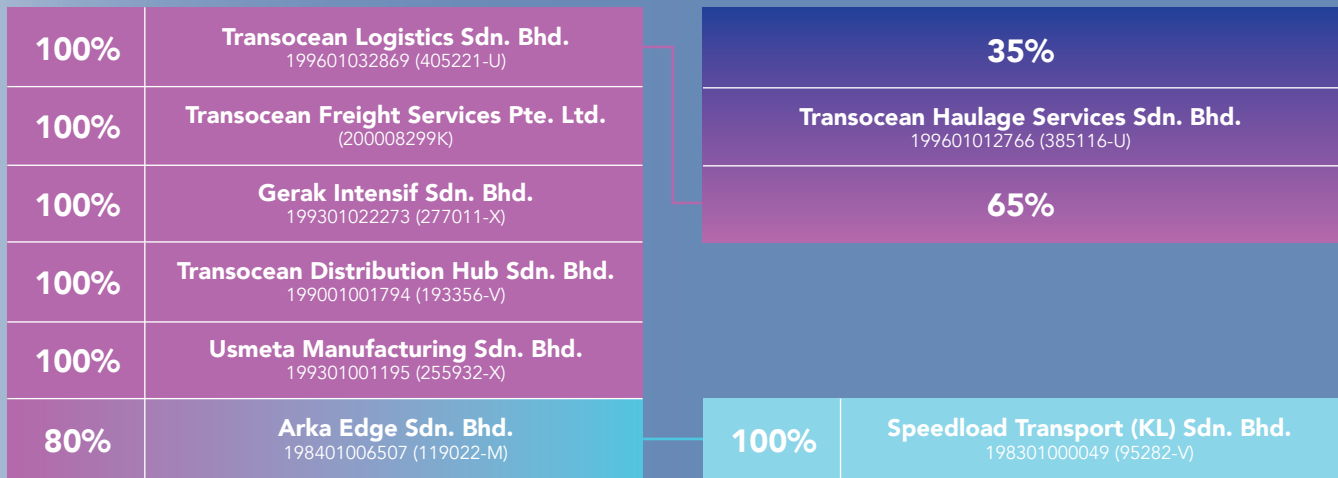 100%
Transocean Logistics Sdn. Bhd.
199601032869 (405221-U)
100%
Transocean Freight Services Pte. Ltd.
(200008299K)
100%
Gerak Intensif Sdn. Bhd.
199301022273 (277011-X)
100%
Transocean Distribution Hub Sdn. Bhd.
199001001794 (193356-V)
100%
Usmeta Manufacturing Sdn. Bhd.
199301001195 (255932-X)
80%
Arka Edge Sdn. Bhd.
198401006507 (119022-M)
35%
Transocean Haulage Services Sdn. Bhd.
199601012766 (385116-U)
65%
100%
Speedload Transport (KL) Sdn. Bhd.
198301000049 (95282-V)